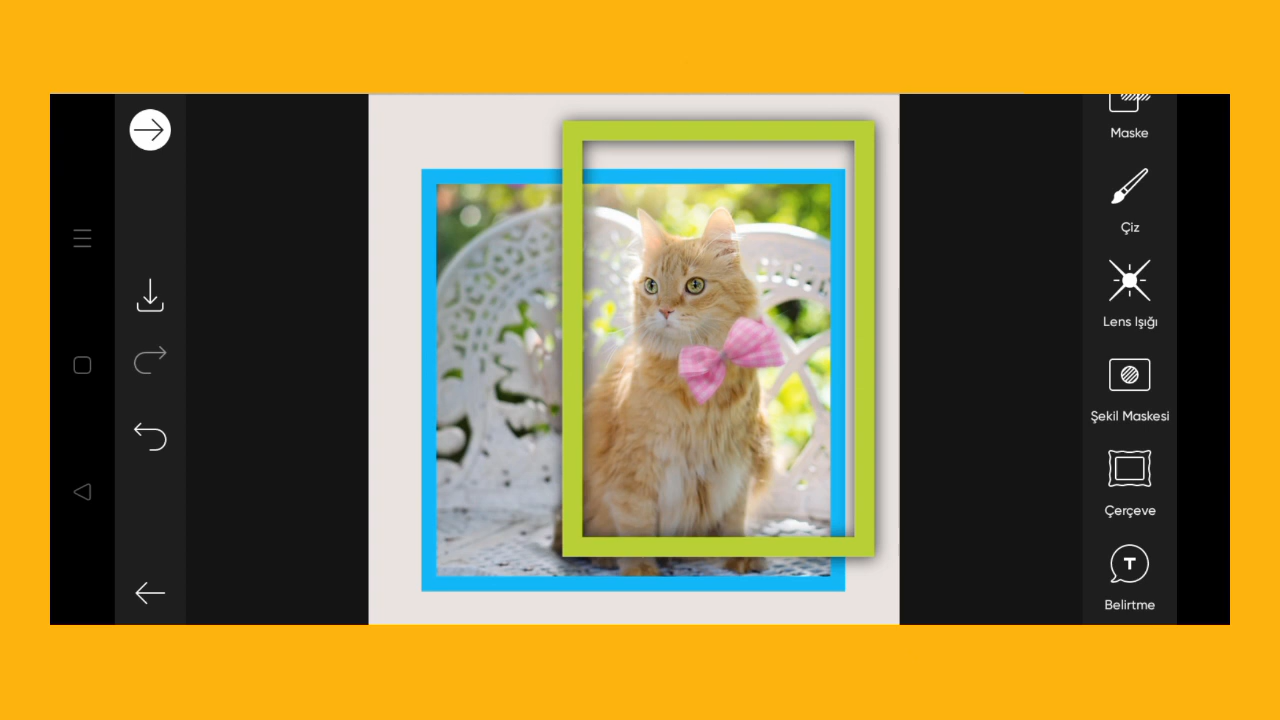 Maske
Çiz
Lens Işığı
Şekil Maskesi
Çerçeve
T
Belirtme